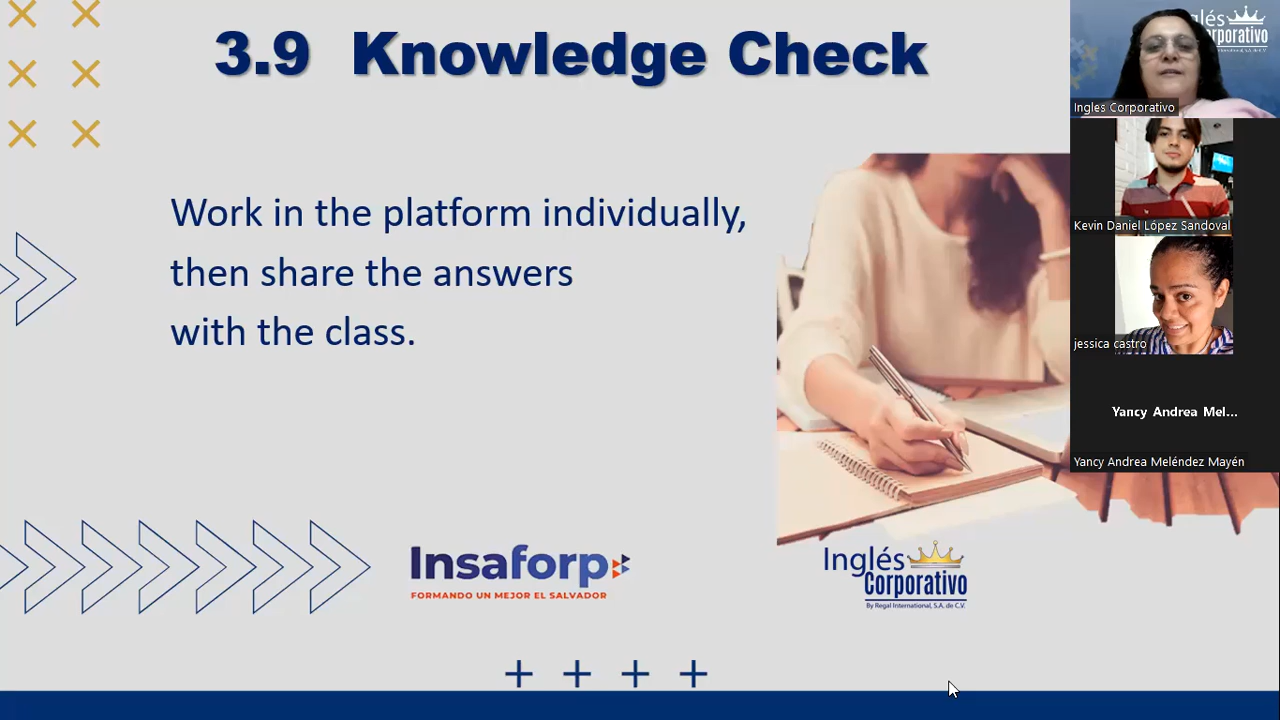 3.9 Knowledge Check
Work in the platform individually,
then share the answers
with the class.
Insaforp
FORMANDO UN MEJOR EL SALVADOR
Inglés
Corporativo
By Regal International, S.A. de C.V.
Ingles Corporativo
Kevin Daniel López Sandoval
jessica castro
Yancy Andrea Mel...
Yancy Andrea Meléndez Mayén